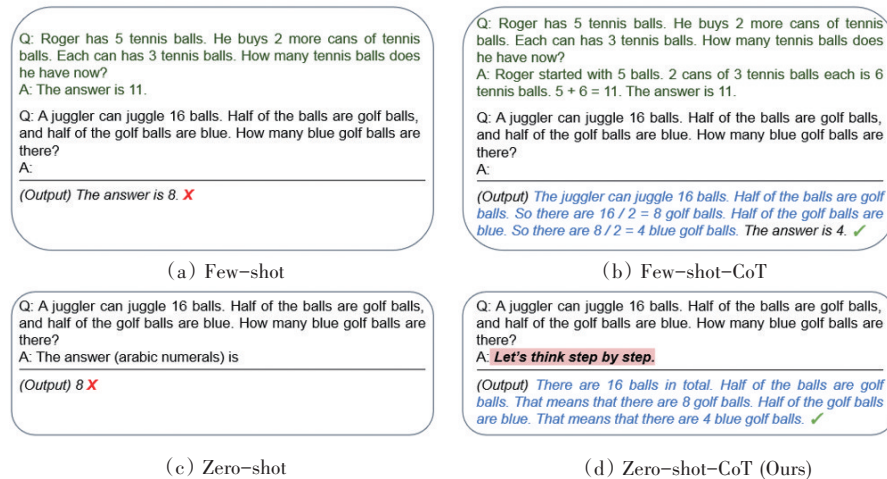 Q: Roger has 5 tennis balls. He buys 2 more cans of tennis
balls. Each can has 3 tennis balls. How many tennis balls does
he have now?
A: The answer is 11.
Q: A juggler can juggle 16 balls. Half of the balls are golf balls,
and half of the golf balls are blue. How many blue golf balls are
there?
A:
(Output) The answer is 8. X
(a) Few-shot
Q: Roger has 5 tennis balls. He buys 2 more cans of tennis
balls. Each can has 3 tennis balls. How many tennis balls does
he have now?
A: Roger started with 5 balls. 2 cans of 3 tennis balls each is 6
tennis balls. 5 + 6 = 11. The answer is 11.
Q: A juggler can juggle 16 balls. Half of the balls are golf balls,
and half of the golf balls are blue. How many blue golf balls are
there?
A:
(Output) The juggler can juggle 16 balls. Half of the balls are golf
balls. So there are 16 / 2 = 8 golf balls. Half of the golf balls are
blue. So there are 8 / 2 = 4 blue golf balls. The answer is 4. ✓
(b) Few-shot-CoT
Q: A juggler can juggle 16 balls. Half of the balls are golf balls,
and half of the golf balls are blue. How many blue golf balls are
there?
A: The answer (arabic numerals) is
(Output) 8 X
(c) Zero-shot
Q: A juggler can juggle 16 balls. Half of the balls are golf balls,
and half of the golf balls are blue. How many blue golf balls are
there?
A: Let's think step by step.
(Output) There are 16 balls in total. Half of the balls are golf
balls. That means that there are 8 golf balls. Half of the golf balls
are blue. That means that there are 4 blue golf balls. ✓
(d) Zero-shot-CoT (Ours)